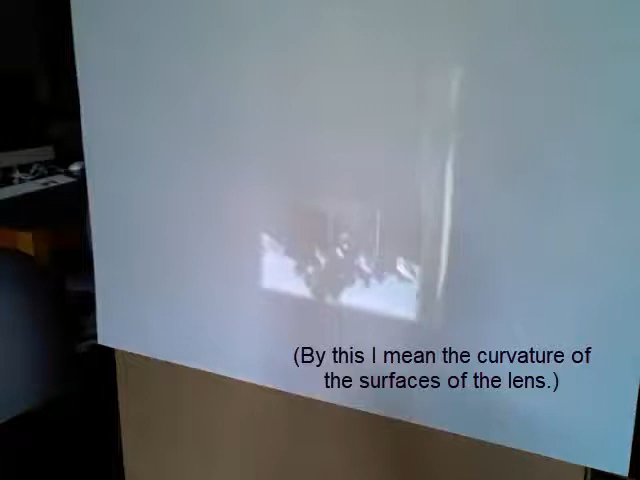 (By this I mean the curvature of
the surfaces of the lens.)